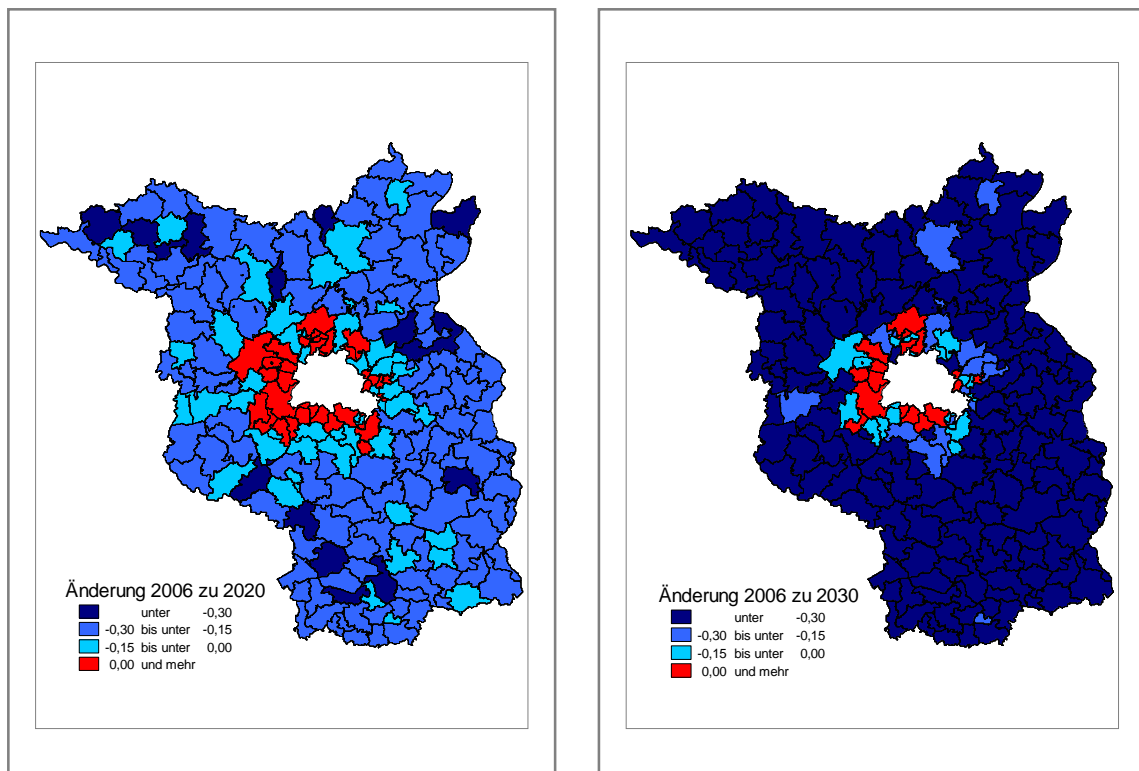 Änderung 2006 zu 2020
unter -0,30
-0,30 bis unter -0,15
-0,15 bis unter 0,00
0,00 und mehr
Änderung 2006 zu 2030
unter -0,30
-0,30 bis unter -0,15
-0,15 bis unter 0,00
0,00 und mehr